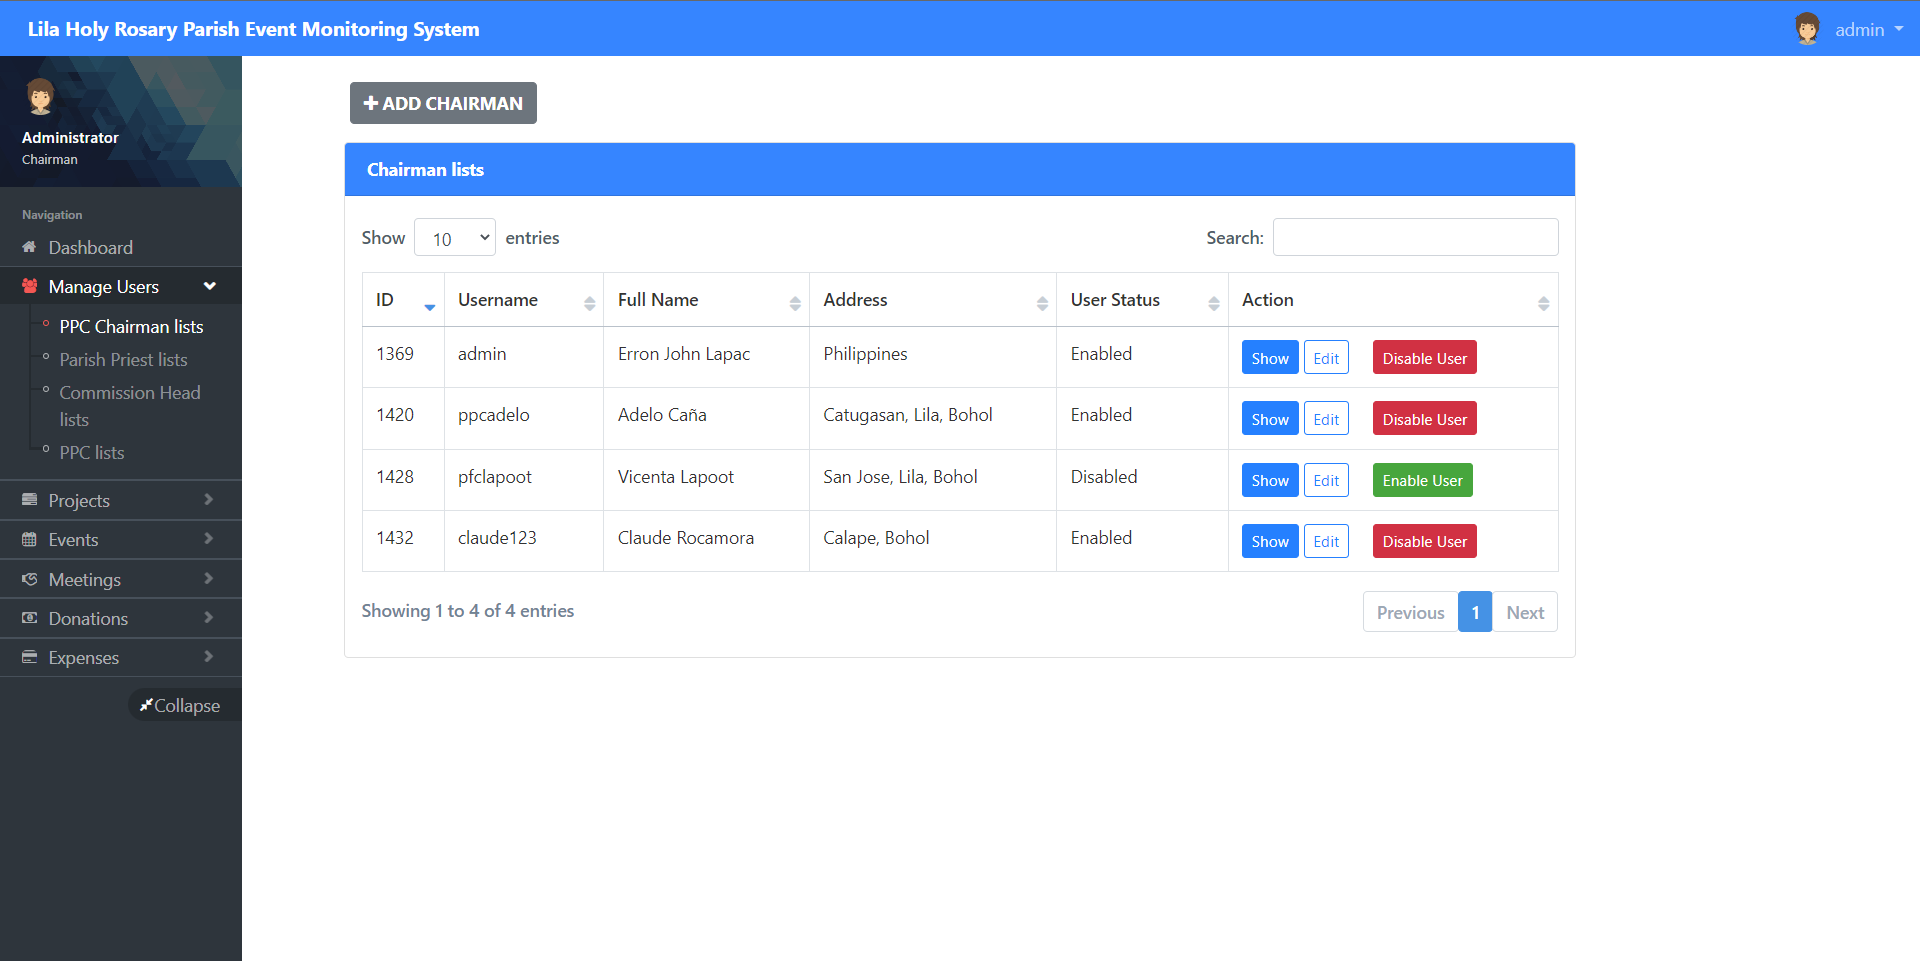 Lila Holy Rosary Parish Event Monitoring System
admin
Administrator
Chairman
Navigation
Dashboard
Manage Users
PPC Chairman lists
Parish Priest lists
Commission Head
lists
PPC lists
Projects
Events
Meetings
Donations
Expenses
Collapse
ADD CHAIRMAN
Chairman lists
Show 10 entries
Search:
ID Username Full Name Address User Status Action
1369 admin Erron John Lapac Philippines Enabled Show Edit Disable User
1420 ppcadelo Adelo Caña Catugasan, Lila, Bohol Enabled Show Edit Disable User
1428 pfclapoot Vicenta Lapoot San Jose, Lila, Bohol Disabled Show Edit Enable User
1432 claude123 Claude Rocamora Calape, Bohol Enabled Show Edit Disable User
Showing 1 to 4 of 4 entries
Previous 1 Next